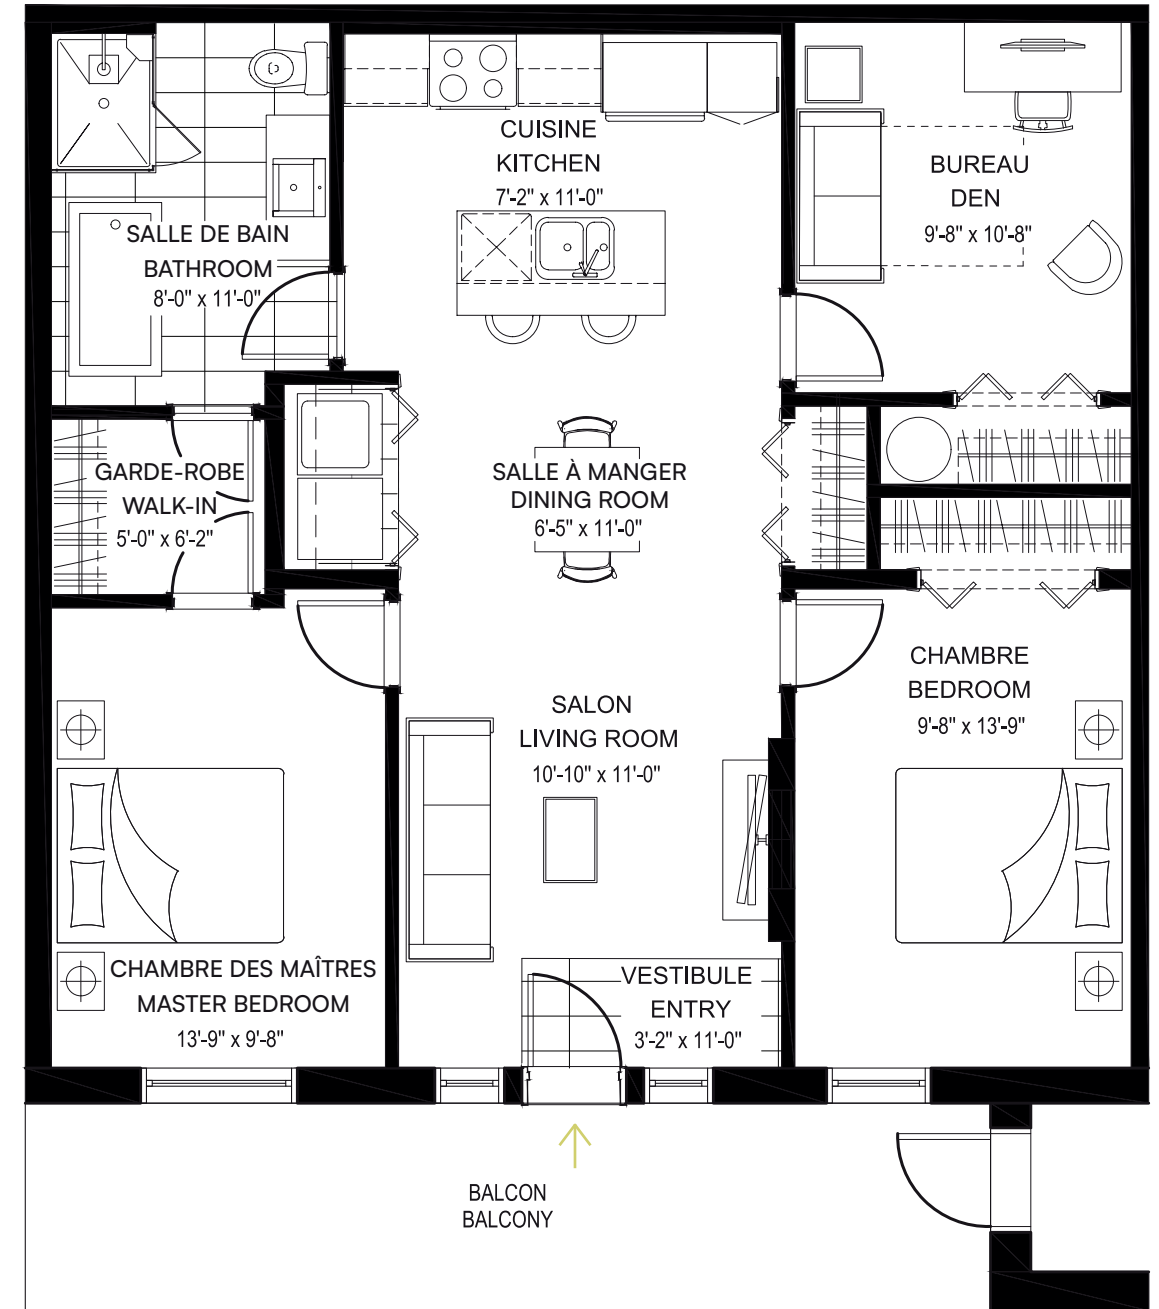 CUISINE
KITCHEN
7'-2" x 11'-0"
BUREAU
DEN
9'-8" x 10'-8"
SALLE DE BAIN
BATHROOM
8'-0" x 11'-0"
GARDE-ROBE
WALK-IN
5'-0" x 6'-2"
SALLE À MANGER
DINING ROOM
6'-5" x 11'-0"
CHAMBRE
BEDROOM
9'-8" x 13'-9"
SALON
LIVING ROOM
10'-10" x 11'-0"
CHAMBRE DES MAÎTRES
MASTER BEDROOM
13'-9" x 9'-8"
VESTIBULE
ENTRY
3'-2" x 11'-0"
BALCON
BALCONY